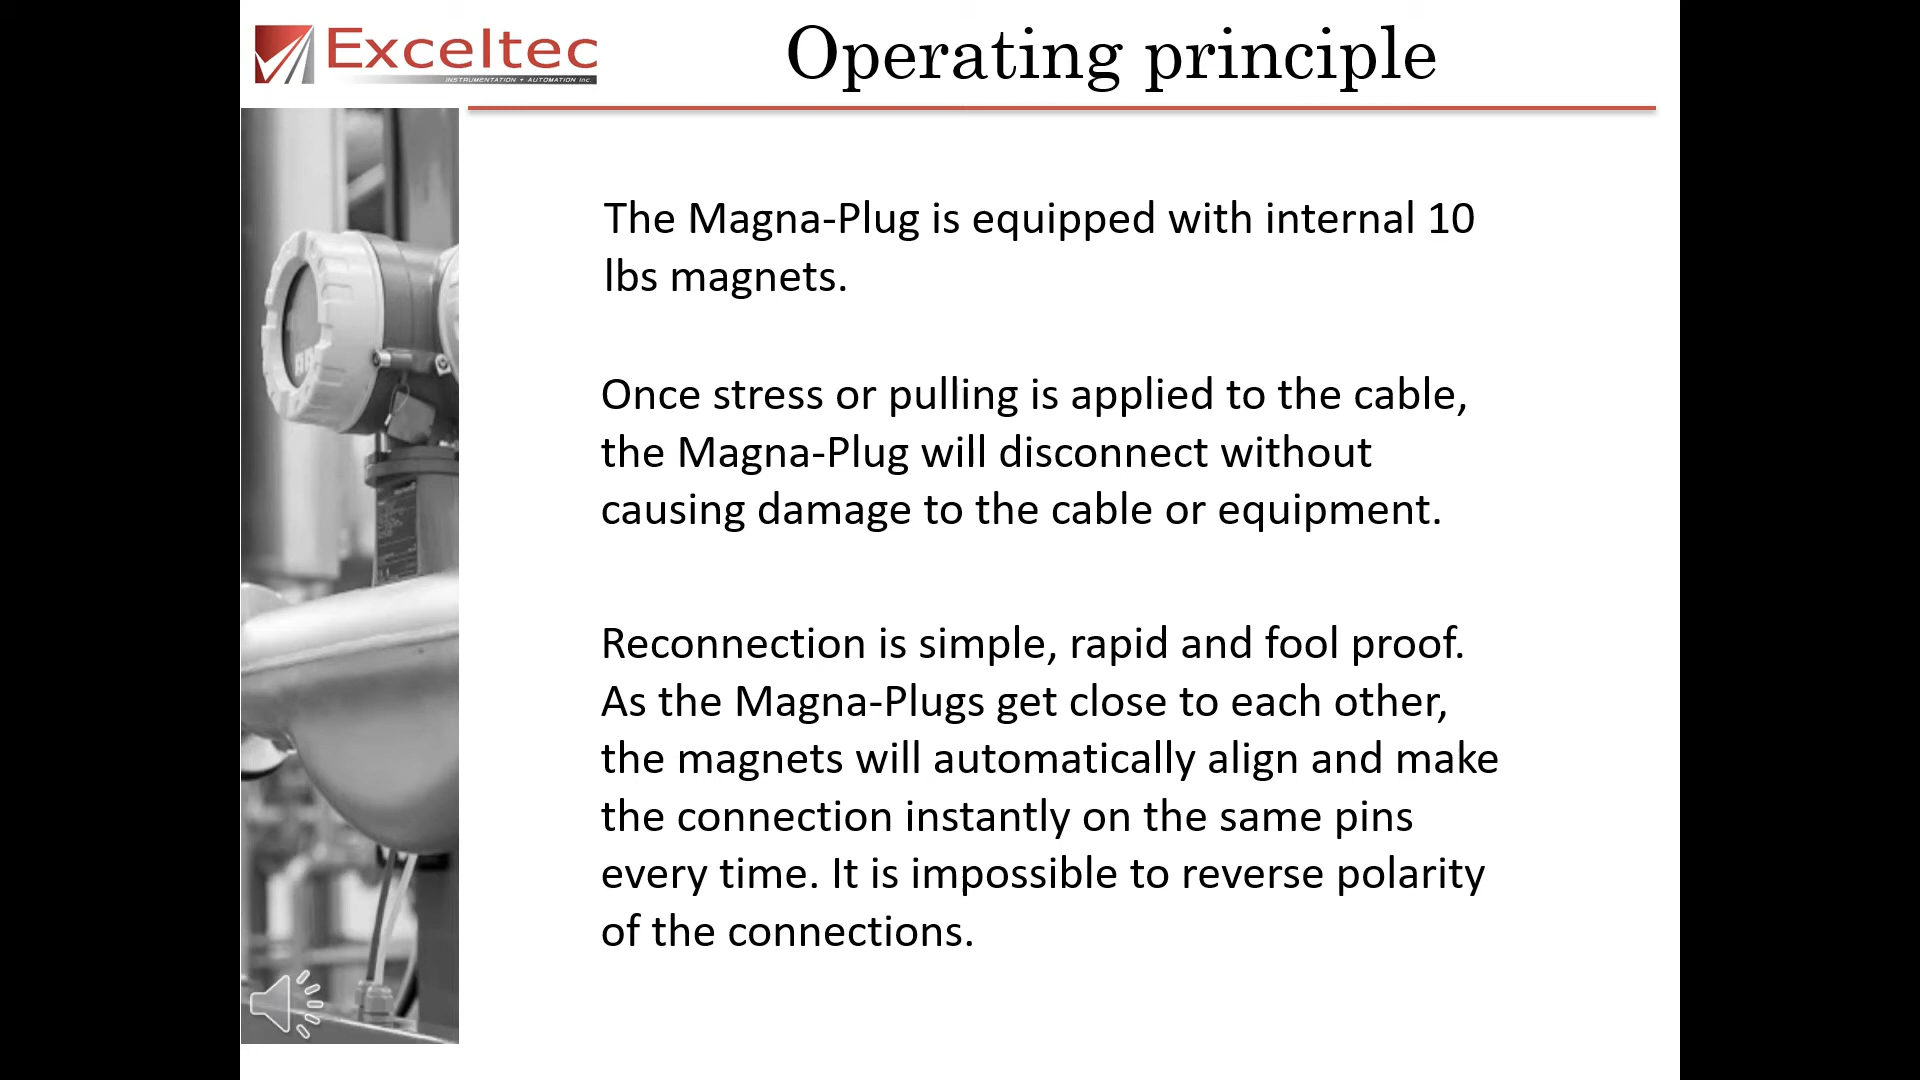 Exceltec
INSTRUMENTATION + AUTOMATION Inc.
Operating principle
The Magna-Plug is equipped with internal 10
lbs magnets.
Once stress or pulling is applied to the cable,
the Magna-Plug will disconnect without
causing damage to the cable or equipment.
Reconnection is simple, rapid and fool proof.
As the Magna-Plugs get close to each other,
the magnets will automatically align and make
the connection instantly on the same pins
every time. It is impossible to reverse polarity
of the connections.